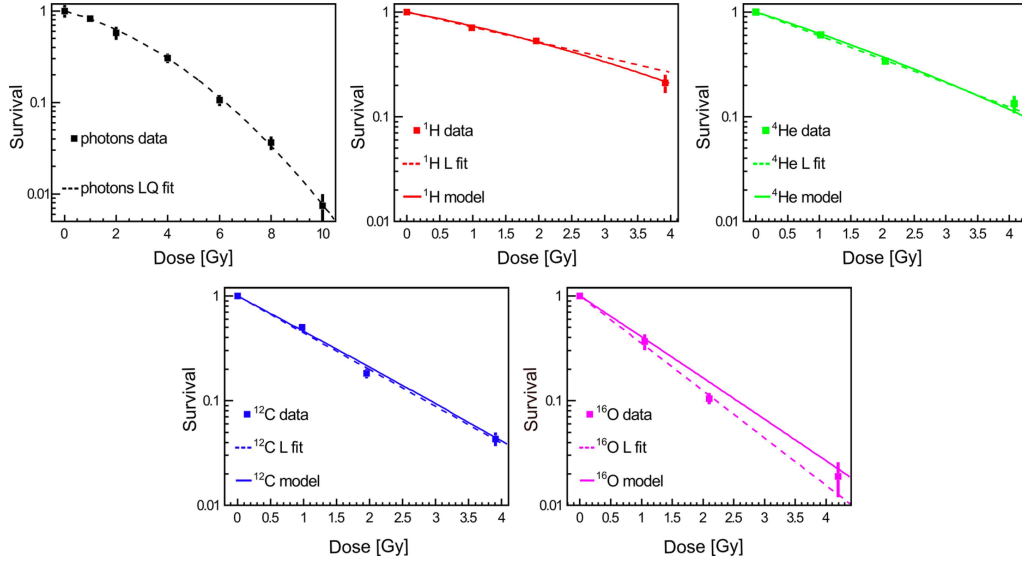 1
0.1
0.01
Survival
photons data
photons LQ fit
0 2 4 6 8 10
Dose [Gy]
1
0.1
0.01
Survival
¹H data
¹H L fit
¹H model
0 0.5 1 1.5 2 2.5 3 3.5 4
Dose [Gy]
1
0.1
0.01
Survival
⁴He data
⁴He L fit
⁴He model
0 0.5 1 1.5 2 2.5 3 3.5 4
Dose [Gy]
1
0.1
0.01
Survival
¹²C data
¹²C L fit
¹²C model
0 0.5 1 1.5 2 2.5 3 3.5 4
Dose [Gy]
1
0.1
0.01
Survival
¹⁶O data
¹⁶O L fit
¹⁶O model
0 0.5 1 1.5 2 2.5 3 3.5 4
Dose [Gy]